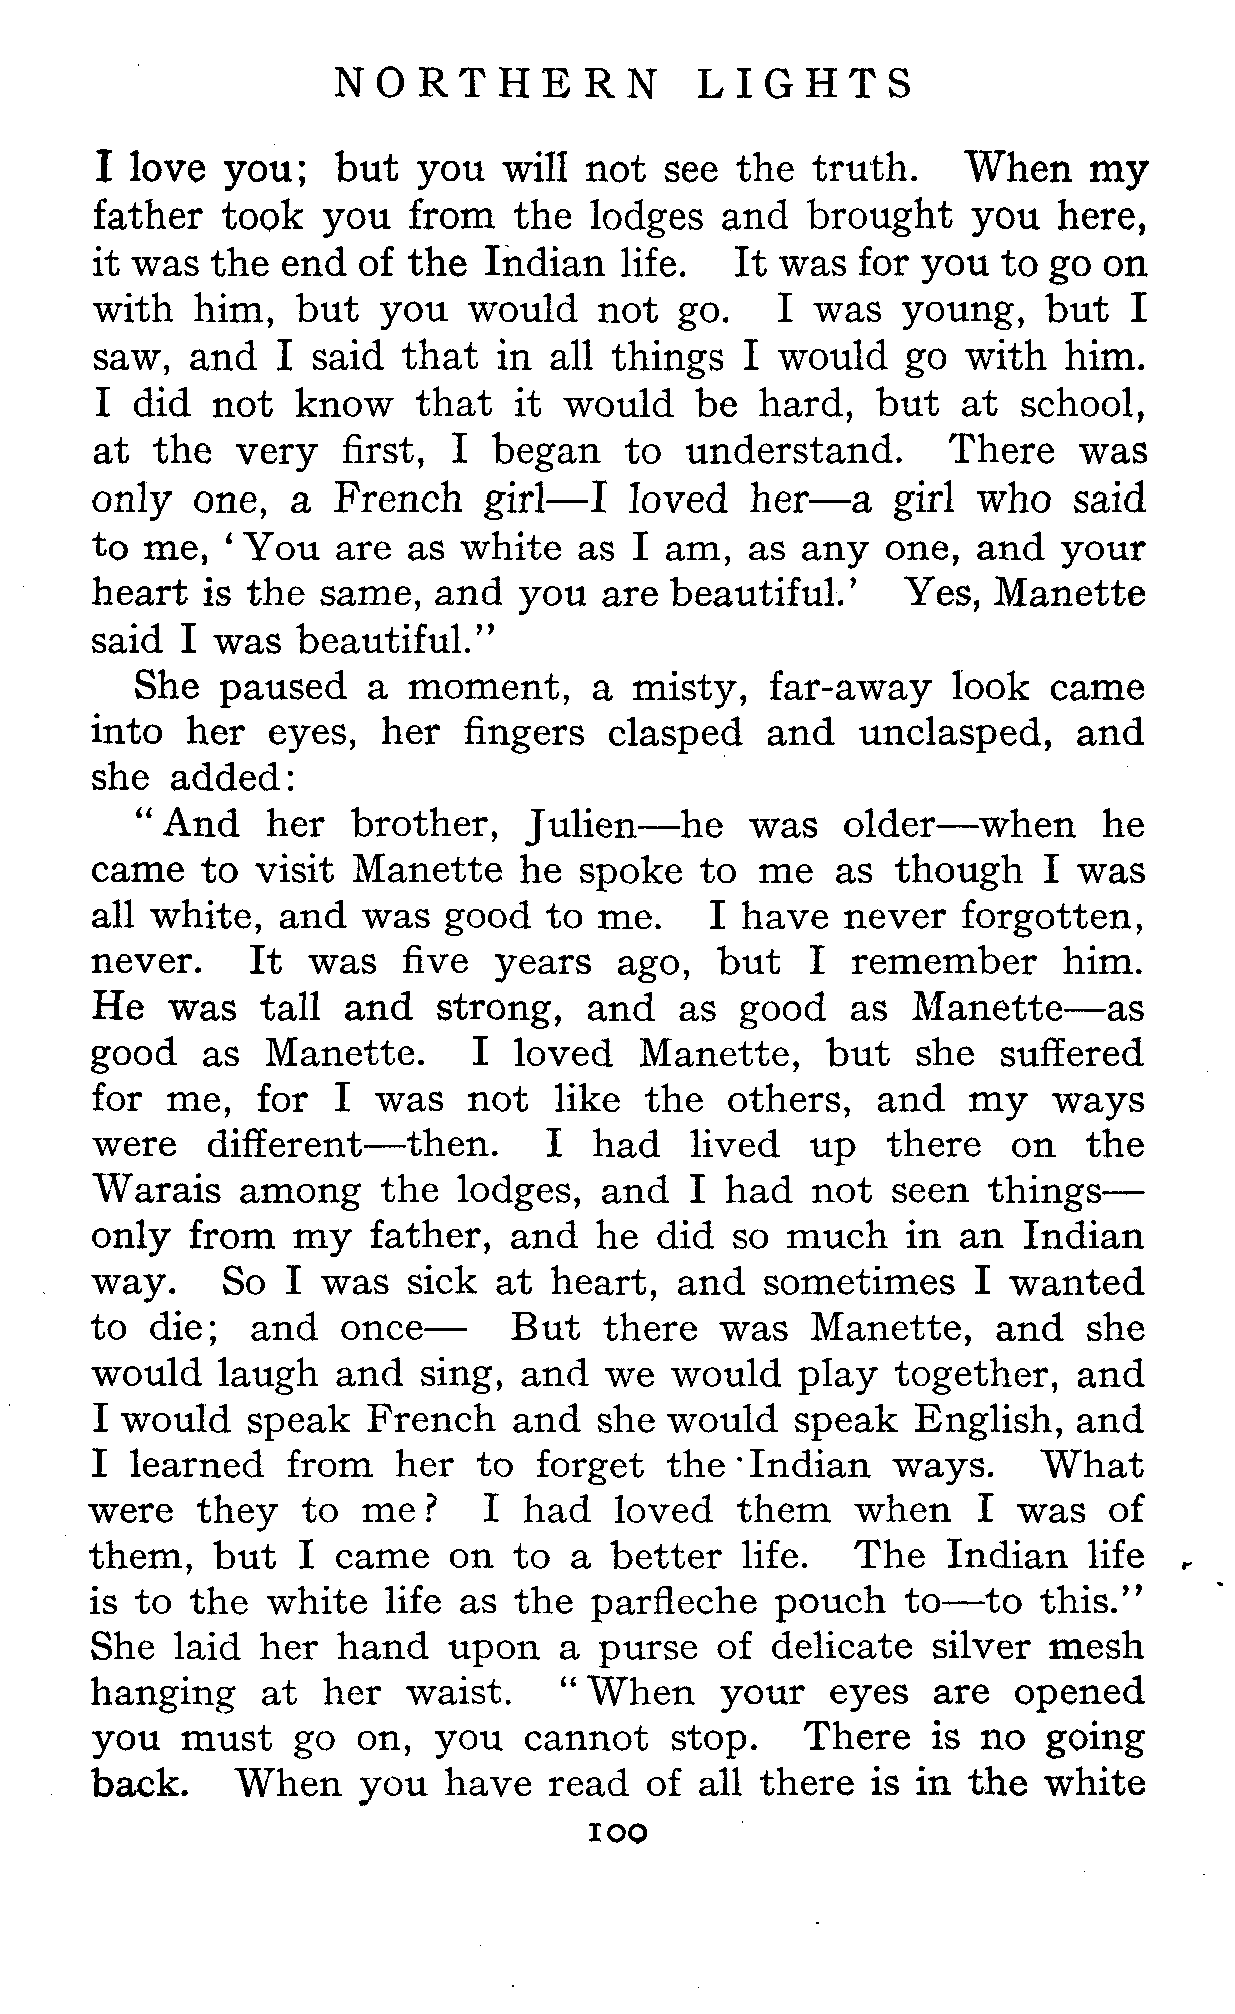 NORTHERN LIGHTS
I love you; but you will not see the truth. When my
father took you from the lodges and brought you here,
it was the end of the Indian life. It was for you to go on
with him, but you would not go. I was young, but I
saw, and I said that in all things I would go with him.
I did not know that it would be hard, but at school,
at the very first, I began to understand. There was
only one, a French girl—I loved her—a girl who said
to me, ‘You are as white as I am, as any one, and your
heart is the same, and you are beautiful.’ Yes, Manette
said I was beautiful.”
She paused a moment, a misty, far-away look came
into her eyes, her fingers clasped and unclasped, and
she added:
“And her brother, Julien—he was older—when he
came to visit Manette he spoke to me as though I was
all white, and was good to me. I have never forgotten,
never. It was five years ago, but I remember him.
He was tall and strong, and as good as Manette—as
good as Manette. I loved Manette, but she suffered
for me, for I was not like the others, and my ways
were different—then. I had lived up there on the
Warais among the lodges, and I had not seen things—
only from my father, and he did so much in an Indian
way. So I was sick at heart, and sometimes I wanted
to die; and once— But there was Manette, and she
would laugh and sing, and we would play together, and
I would speak French and she would speak English, and
I learned from her to forget the Indian ways. What
were they to me? I had loved them when I was of
them, but I came on to a better life. The Indian life
is to the white life as the parfleche pouch to—to this.”
She laid her hand upon a purse of delicate silver mesh
hanging at her waist. “When your eyes are opened
you must go on, you cannot stop. There is no going
back. When you have read of all there is in the white
100